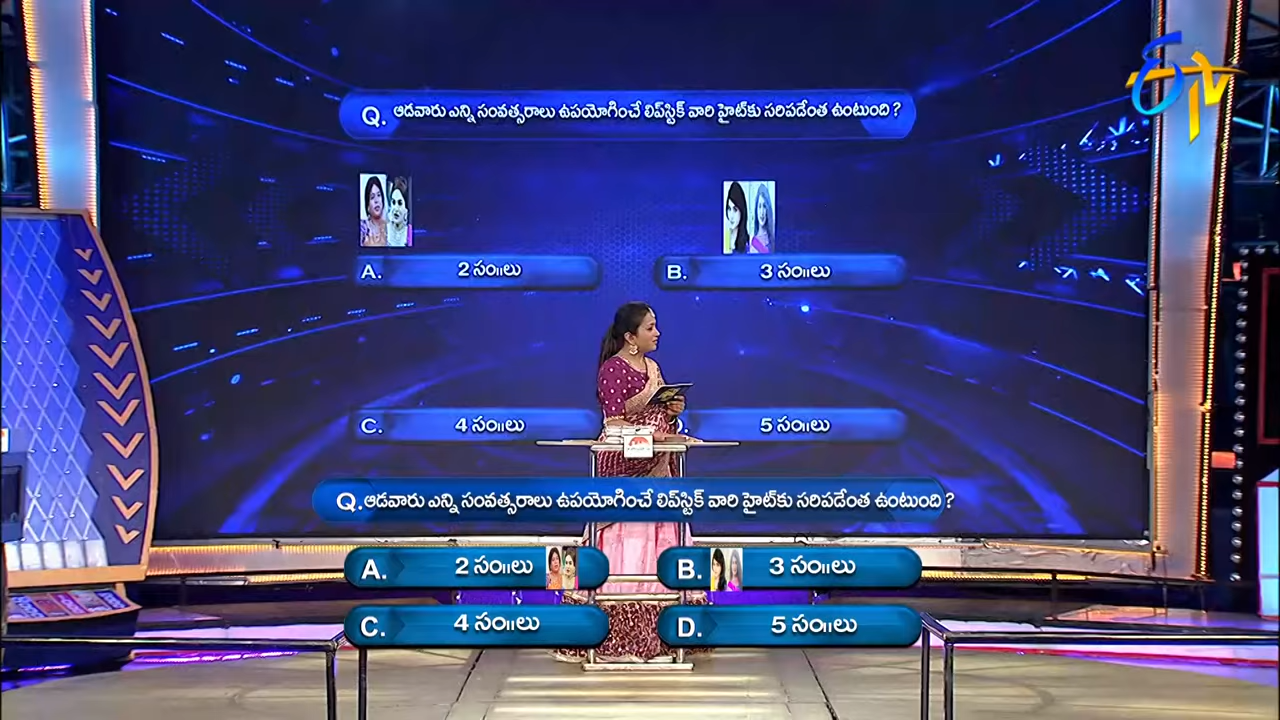 ETV
Q. ఆడవారు ఎన్ని సంవత్సరాలు ఉపయోగించే లిప్‌స్టిక్ వారి హైట్‌కు సరిపడేంత ఉంటుంది ?
A. 2 సం॥లు
B. 3 సం॥లు
C. 4 సం॥లు
5 సం॥లు
Q.ఆడవారు ఎన్ని సంవత్సరాలు ఉపయోగించే లిప్‌స్టిక్ వారి హైట్‌కు సరిపడేంత ఉంటుంది ?
A. 2 సం॥లు
B. 3 సం॥లు
C. 4 సం॥లు
D. 5 సం॥లు